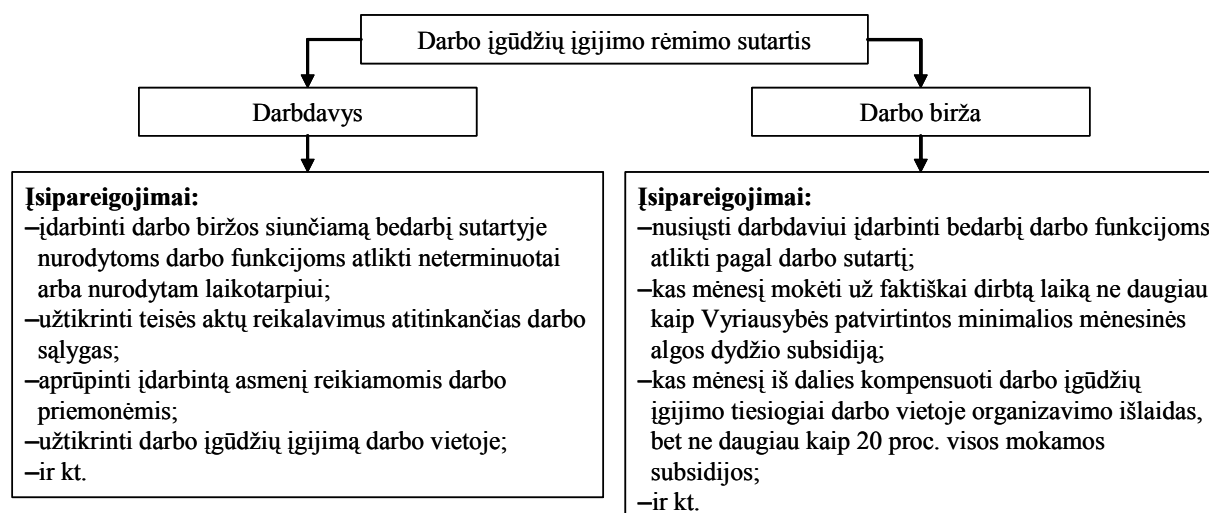 Darbo įgūdžių įgijimo rėmimo sutartis
Darbdavys
Darbo birža
Įsipareigojimai:
–įdarbinti darbo biržos siunčiamą bedarbį sutartyje
nurodytoms darbo funkcijoms atlikti neterminuotai
arba nurodytam laikotarpiui;
–užtikrinti teisės aktų reikalavimus atitinkančias darbo
sąlygas;
–aprūpinti įdarbintą asmenį reikiamomis darbo
priemonėmis;
–užtikrinti darbo įgūdžių įgijimą darbo vietoje;
–ir kt.
Įsipareigojimai:
–nusiųsti darbdaviui įdarbinti bedarbį darbo funkcijoms
atlikti pagal darbo sutartį;
–kas mėnesį mokėti už faktiškai dirbtą laiką ne daugiau
kaip Vyriausybės patvirtintos minimalios mėnesinės
algos dydžio subsidiją;
–kas mėnesį iš dalies kompensuoti darbo įgūdžių
įgijimo tiesiogiai darbo vietoje organizavimo išlaidas,
bet ne daugiau kaip 20 proc. visos mokamos
subsidijos;
–ir kt.